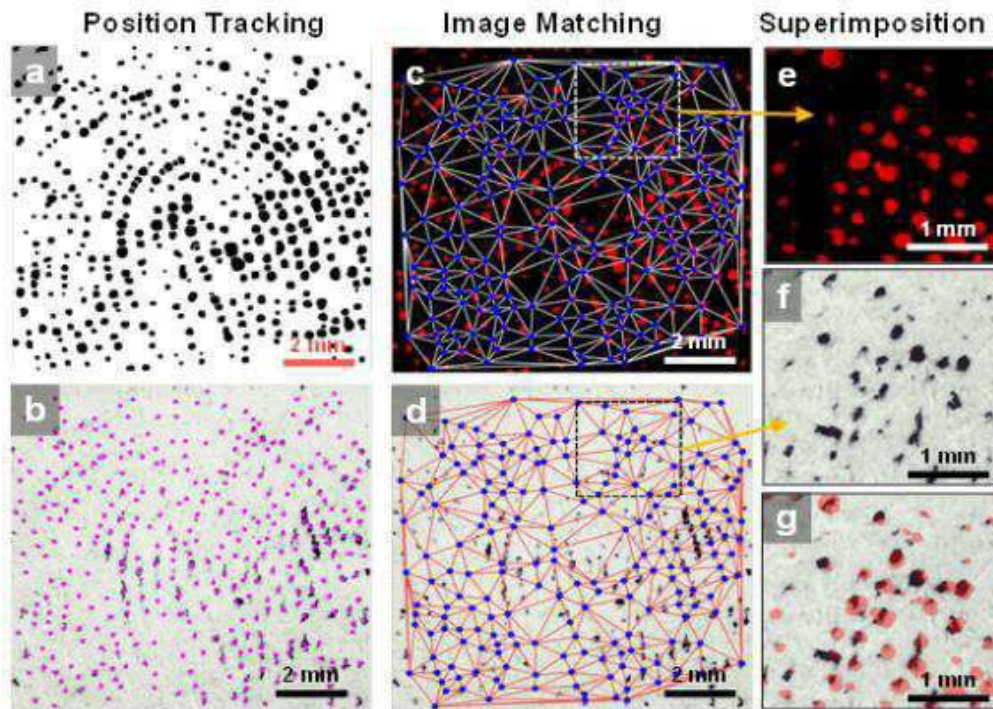 Position Tracking
Image Matching
Superimposition
a
c
e
2 mm
2 mm
1 mm
b
d
f
1 mm
g
2 mm
2 mm
1 mm